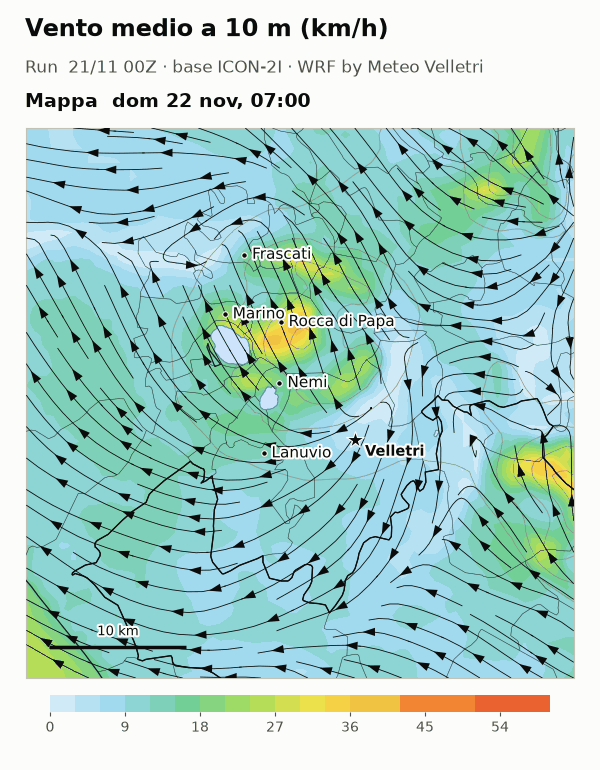 Vento medio a 10 m (km/h)
Run  21/11 00Z · base ICON-2I · WRF by Meteo Velletri
Mappa  dom 22 nov, 07:00
Frascati
Marino
Rocca di Papa
Nemi
Velletri
Lanuvio
10 km
0 9 18 27 36 45 54